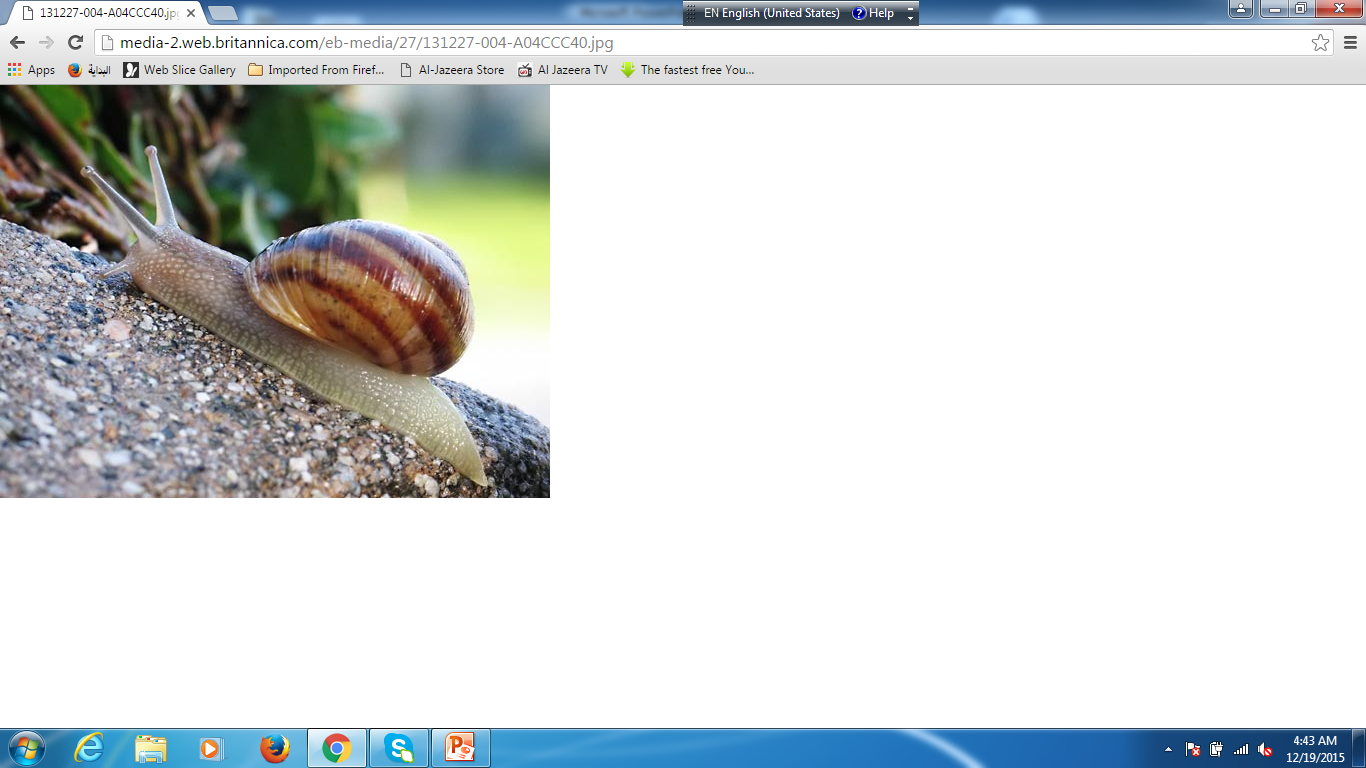 131227-004-A04CCC40.jp
EN English (United States) Help
media-2.web.britannica.com/eb-media/27/131227-004-A04CCC40.jpg
Apps البداية Web Slice Gallery Imported From Firef... Al-Jazeera Store Al Jazeera TV The fastest free You...
4:43 AM
12/19/2015